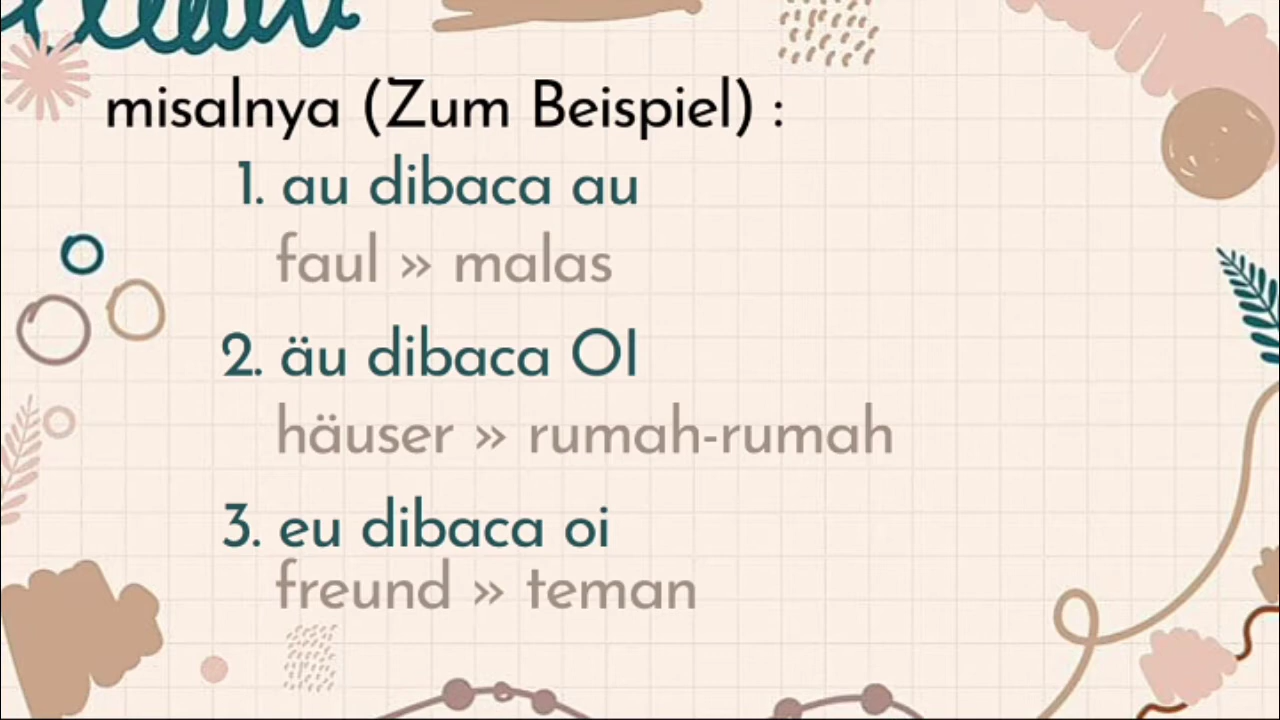 misalnya (Zum Beispiel) :
1. au dibaca au
faul » malas
2. äu dibaca OI
häuser » rumah-rumah
3. eu dibaca oi
freund » teman